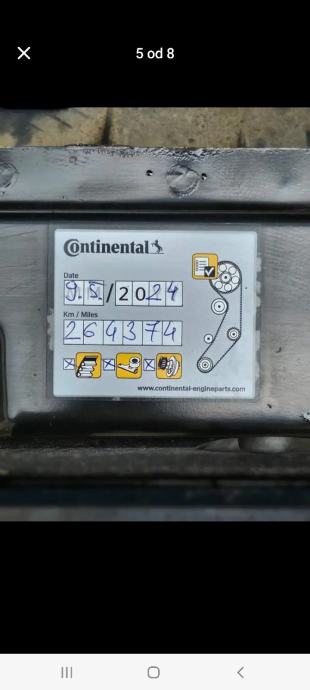 5 od 8
Continental
Date
9.5./2024
Km / Miles
264374
www.continental-engineparts.com